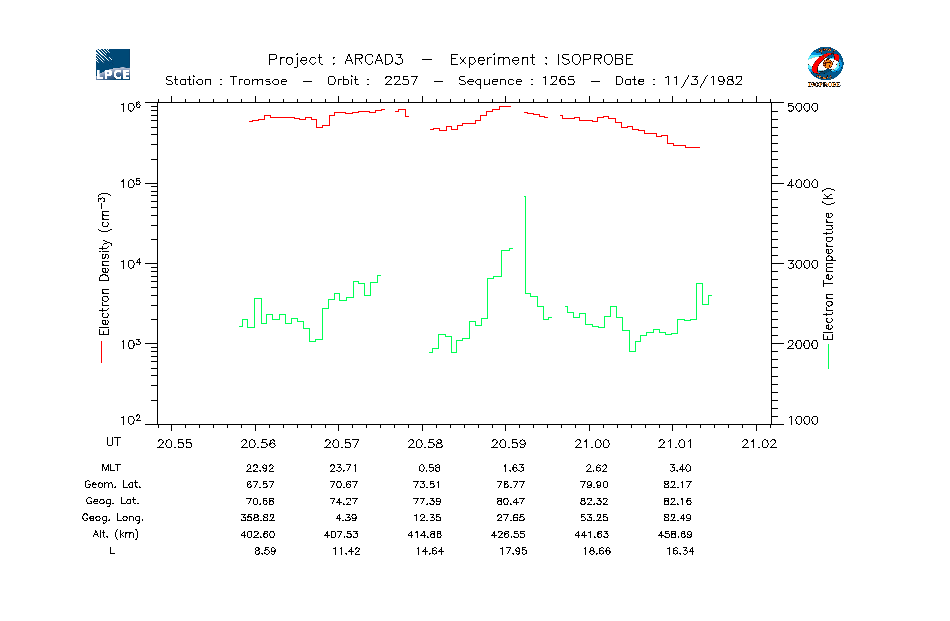 LPCE
Project : ARCAD3 — Experiment : ISOPROBE
Station : Tromsoe — Orbit : 2257 — Sequence : 1265 — Date : 11/3/1982
ISOPROBE
10⁶
10⁵
10⁴
10³
10²
Electron Density (cm⁻³)
5000
4000
3000
2000
1000
Electron Temperature (K)
UT 20.55 20.56 20.57 20.58 20.59 21.00 21.01 21.02
MLT 22.92 23.71 0.58 1.63 2.62 3.40
Geom. Lat. 67.57 70.67 73.51 76.77 79.90 82.17
Geog. Lat. 70.68 74.27 77.39 80.47 82.32 82.16
Geog. Long. 358.82 4.39 12.35 27.65 53.25 82.49
Alt. (km) 402.60 407.53 414.88 426.55 441.63 458.69
L 8.59 11.42 14.64 17.95 18.66 16.34